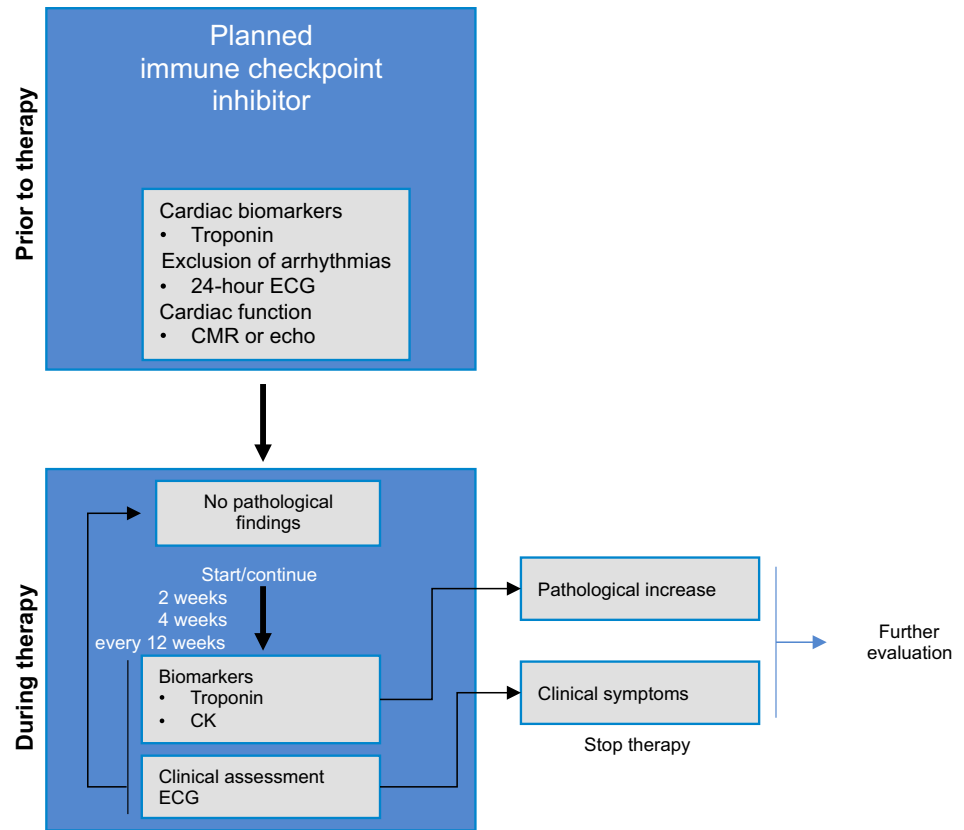 Prior to therapy
Planned
immune checkpoint
inhibitor
Cardiac biomarkers
• Troponin
Exclusion of arrhythmias
• 24-hour ECG
Cardiac function
• CMR or echo
During therapy
No pathological
findings
Start/continue
2 weeks
4 weeks
every 12 weeks
Biomarkers
• Troponin
• CK
Clinical assessment
ECG
Pathological increase
Clinical symptoms
Stop therapy
Further
evaluation